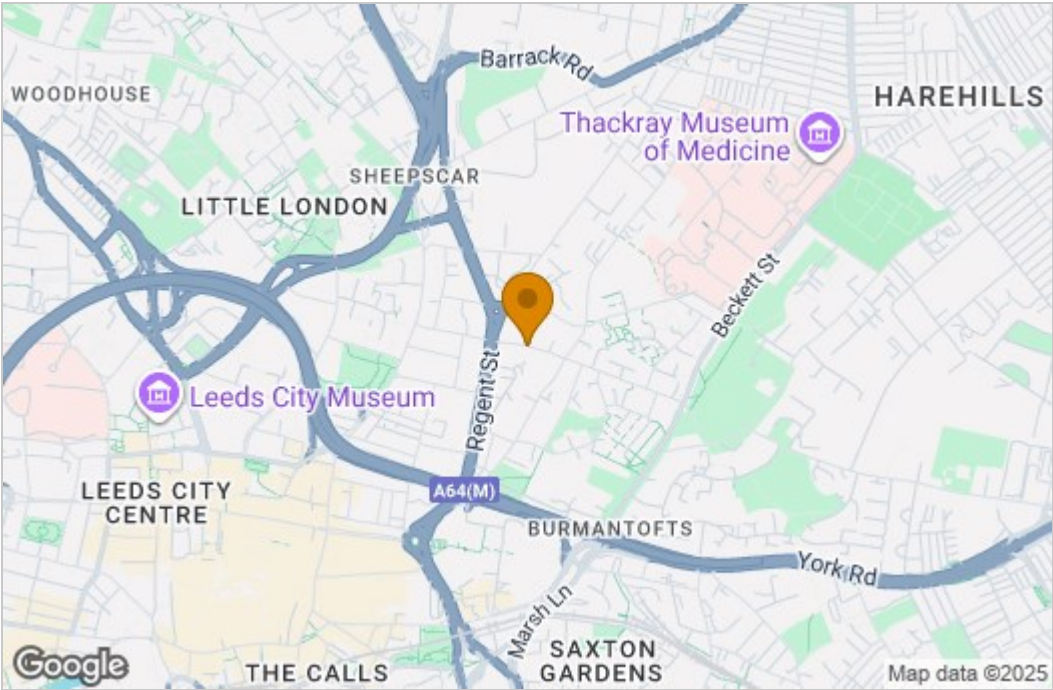 Barrack Rd
WOODHOUSE
HAREHILLS
Thackray Museum
of Medicine
SHEEPSCAR
LITTLE LONDON
Beckett St
Regent St
Leeds City Museum
LEEDS CITY
CENTRE
A64(M)
BURMANTOFTS
York Rd
Marsh Ln
SAXTON
GARDENS
THE CALLS
Google
Map data ©2025